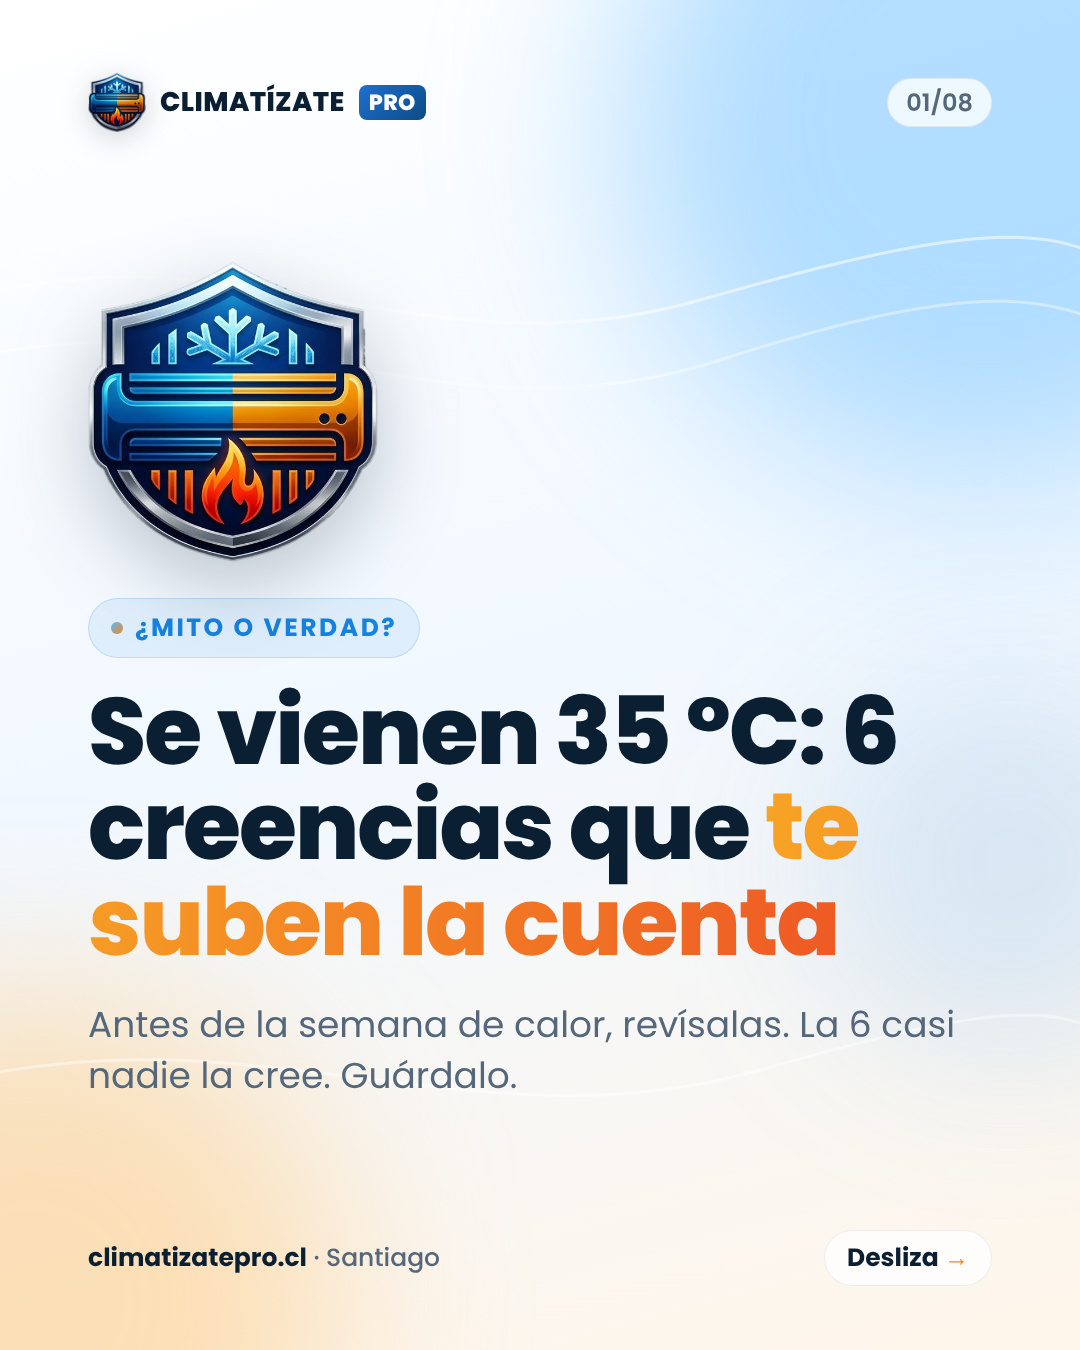 CLIMATÍZATE PRO
01/08
¿MITO O VERDAD?
Se vienen 35 °C: 6
creencias que te
suben la cuenta
Antes de la semana de calor, revísalas. La 6 casi
nadie la cree. Guárdalo.
climatizatepro.cl · Santiago
Desliza →